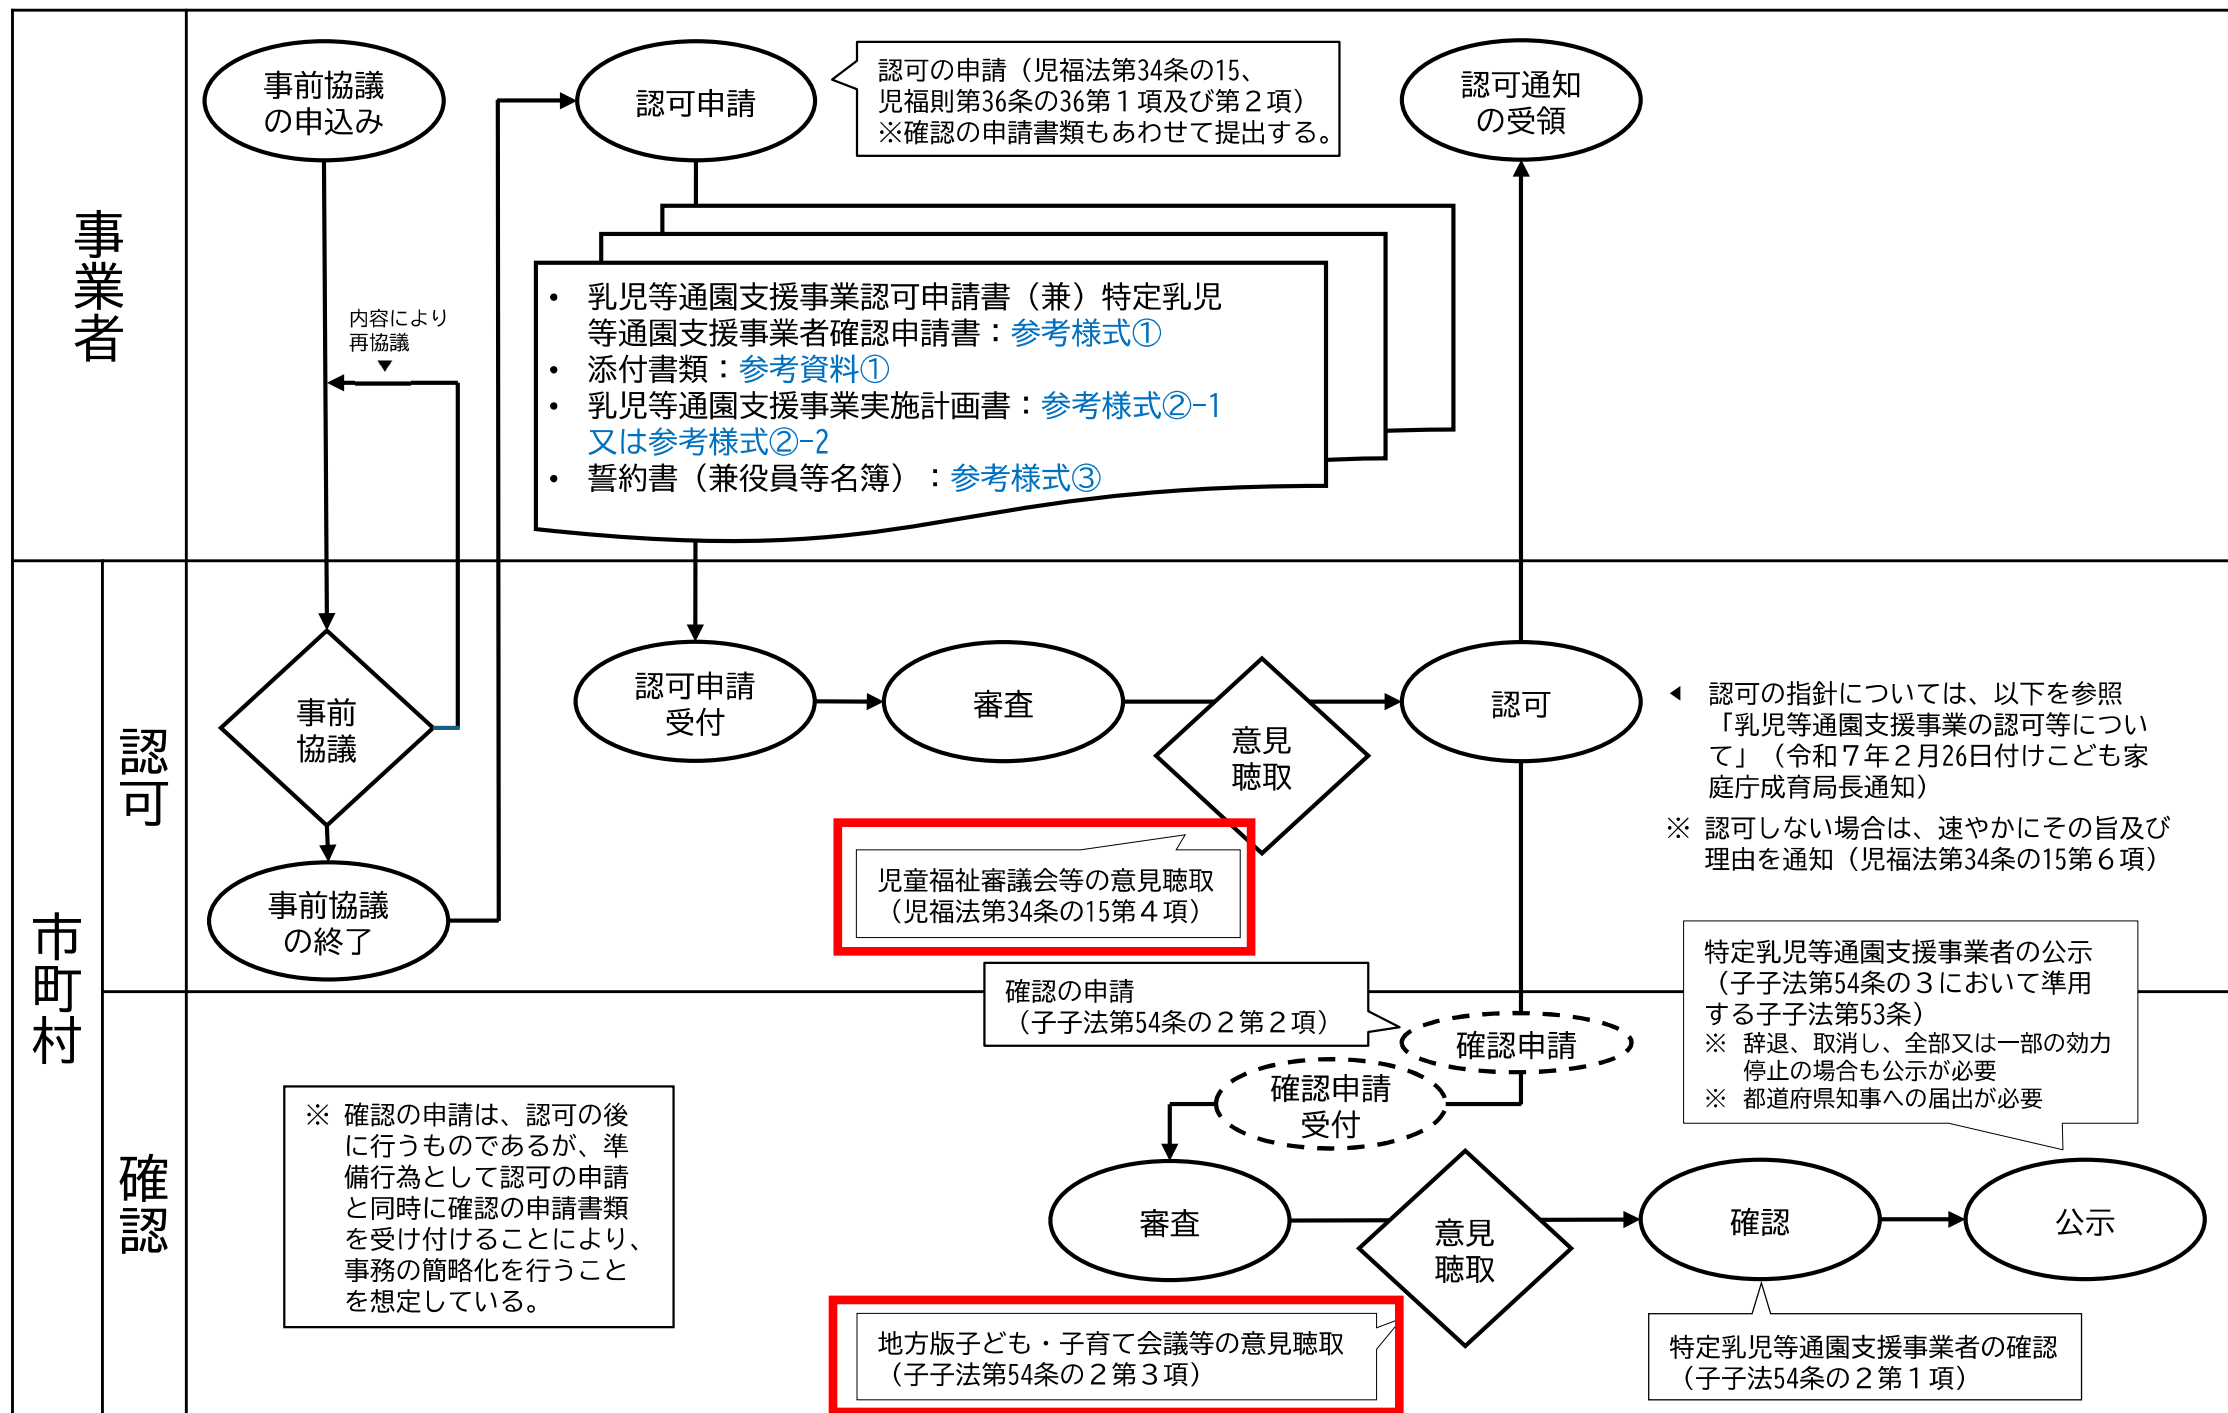 事業者
事前協議
の申込み
認可申請
認可の申請（児福法第34条の15、
児福則第36条の36第１項及び第２項）
※確認の申請書類もあわせて提出する。
認可通知
の受領
内容により
再協議
▼
• 乳児等通園支援事業認可申請書（兼）特定乳児
等通園支援事業者確認申請書：参考様式①
• 添付書類：参考資料①
• 乳児等通園支援事業実施計画書：参考様式②-1
又は参考様式②-2
• 誓約書（兼役員等名簿）：参考様式③
市町村
認可
事前
協議
事前協議
の終了
認可申請
受付
審査
意見
聴取
認可
児童福祉審議会等の意見聴取
（児福法第34条の15第４項）
◀ 認可の指針については、以下を参照
「乳児等通園支援事業の認可等につい
て」（令和７年２月26日付けこども家
庭庁成育局長通知）
※ 認可しない場合は、速やかにその旨及び
理由を通知（児福法第34条の15第６項）
確認
確認の申請
（子子法第54条の２第２項）
確認申請
確認申請
受付
特定乳児等通園支援事業者の公示
（子子法第54条の３において準用
する子子法第53条）
※ 辞退、取消し、全部又は一部の効力
停止の場合も公示が必要
※ 都道府県知事への届出が必要
※ 確認の申請は、認可の後
に行うものであるが、準
備行為として認可の申請
と同時に確認の申請書類
を受け付けることにより、
事務の簡略化を行うこと
を想定している。
審査
意見
聴取
確認
公示
地方版子ども・子育て会議等の意見聴取
（子子法第54条の２第３項）
特定乳児等通園支援事業者の確認
（子子法54条の２第１項）